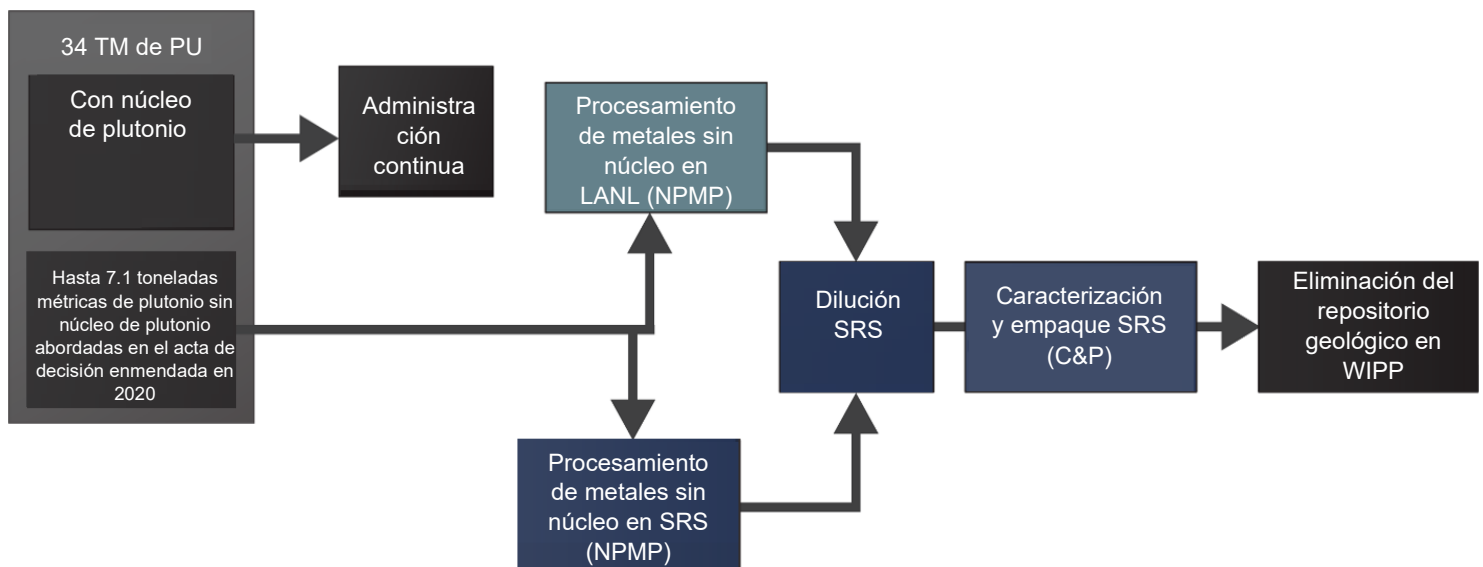 34 TM de PU
Con núcleo
de plutonio
Hasta 7.1 toneladas
métricas de plutonio sin
núcleo de plutonio
abordadas en el acta de
decisión enmendada en
2020
Administra
ción
continua
Procesamiento
de metales sin
núcleo en
LANL (NPMP)
Procesamiento
de metales sin
núcleo en SRS
(NPMP)
Dilución
SRS
Caracterización
y empaque SRS
(C&P)
Eliminación del
repositorio
geológico en
WIPP